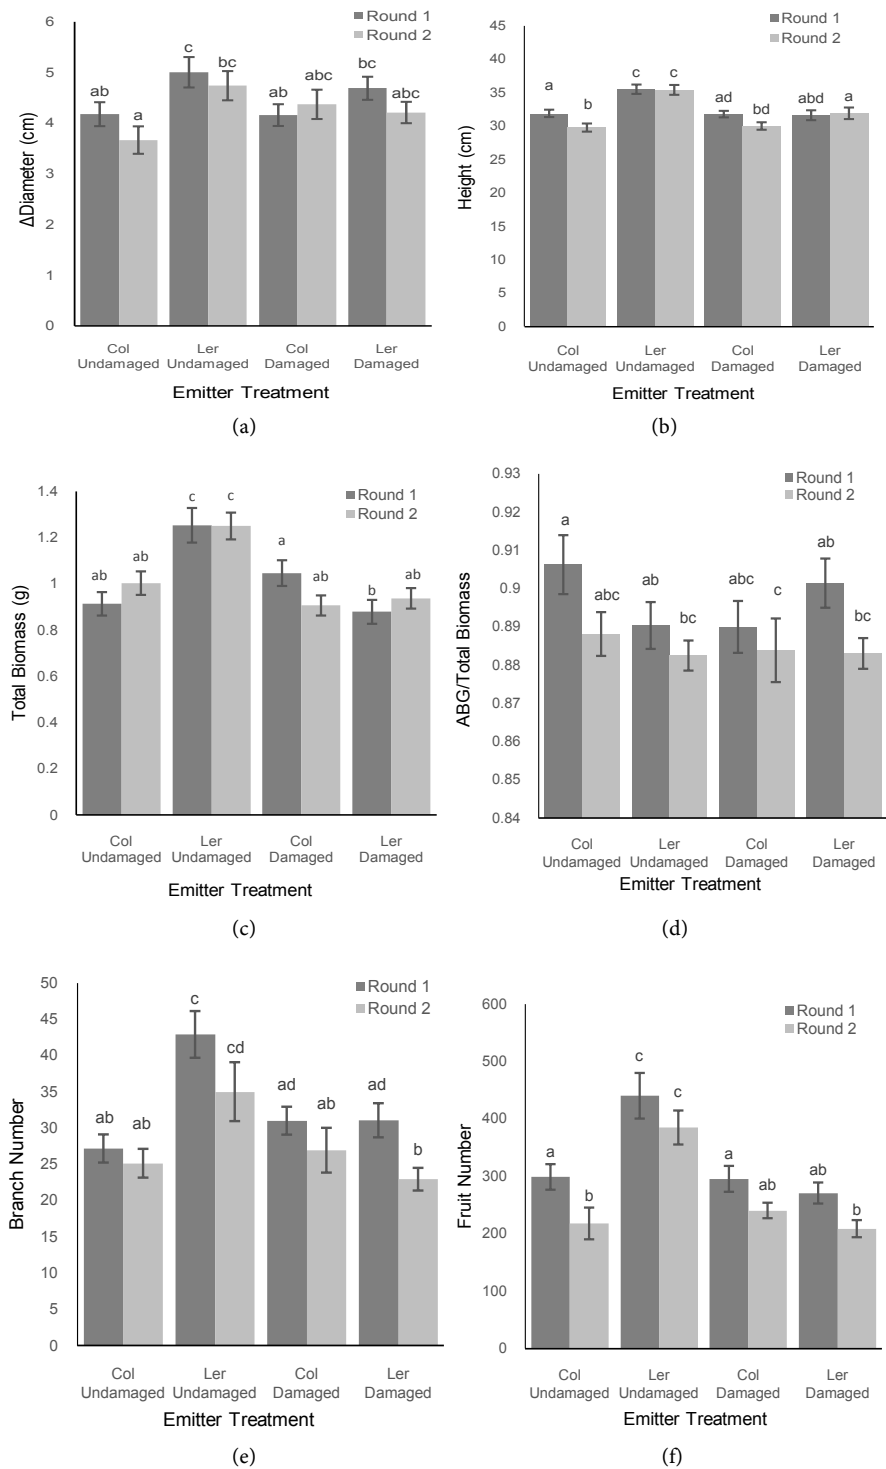 6
5
4
3
2
1
0
ΔDiameter (cm)
Round 1
Round 2
ab
a
c
bc
ab
abc
bc
abc
Col
Undamaged
Ler
Undamaged
Col
Damaged
Ler
Damaged
Emitter Treatment
(a)
45
40
35
30
25
20
15
10
5
0
Height (cm)
Round 1
Round 2
a
b
c
c
ad
bd
abd
a
Col
Undamaged
Ler
Undamaged
Col
Damaged
Ler
Damaged
Emitter Treatment
(b)
1.4
1.2
1
0.8
0.6
0.4
0.2
0
Total Biomass (g)
Round 1
Round 2
ab
ab
c
c
a
ab
b
ab
Col
Undamaged
Ler
Undamaged
Col
Damaged
Ler
Damaged
Emitter Treatment
(c)
0.93
0.92
0.91
0.9
0.89
0.88
0.87
0.86
0.85
0.84
ABG/Total Biomass
Round 1
Round 2
a
abc
ab
bc
abc
c
ab
bc
Col
Undamaged
Ler
Undamaged
Col
Damaged
Ler
Damaged
Emitter Treatment
(d)
50
45
40
35
30
25
20
15
10
5
0
Branch Number
Round 1
Round 2
ab
ab
c
cd
ad
ab
ad
b
Col
Undamaged
Ler
Undamaged
Col
Damaged
Ler
Damaged
Emitter Treatment
(e)
600
500
400
300
200
100
0
Fruit Number
Round 1
Round 2
a
b
c
c
a
ab
ab
b
Col
Undamaged
Ler
Undamaged
Col
Damaged
Ler
Damaged
Emitter Treatment
(f)